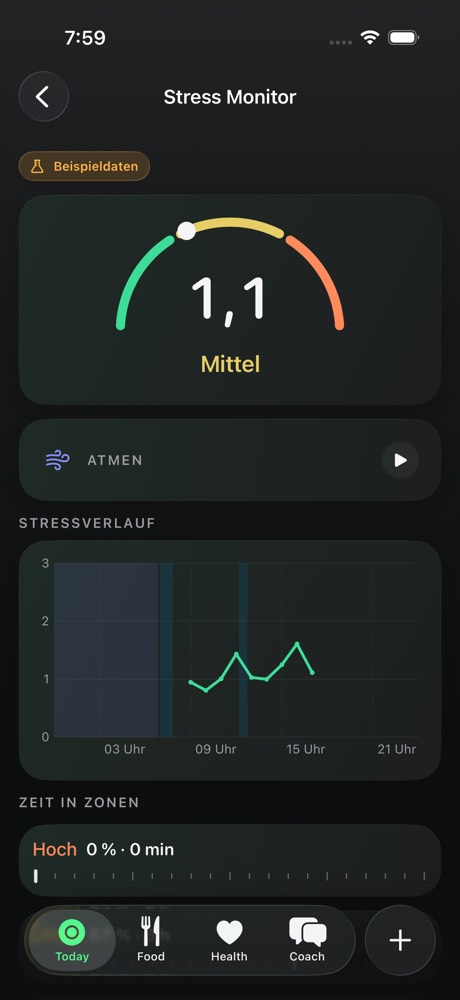 7:59
Stress Monitor
Beispieldaten
1,1
Mittel
ATMEN
STRESSVERLAUF
3
2
1
0
03 Uhr 09 Uhr 15 Uhr 21 Uhr
ZEIT IN ZONEN
Hoch 0 % · 0 min
Today Food Health Coach